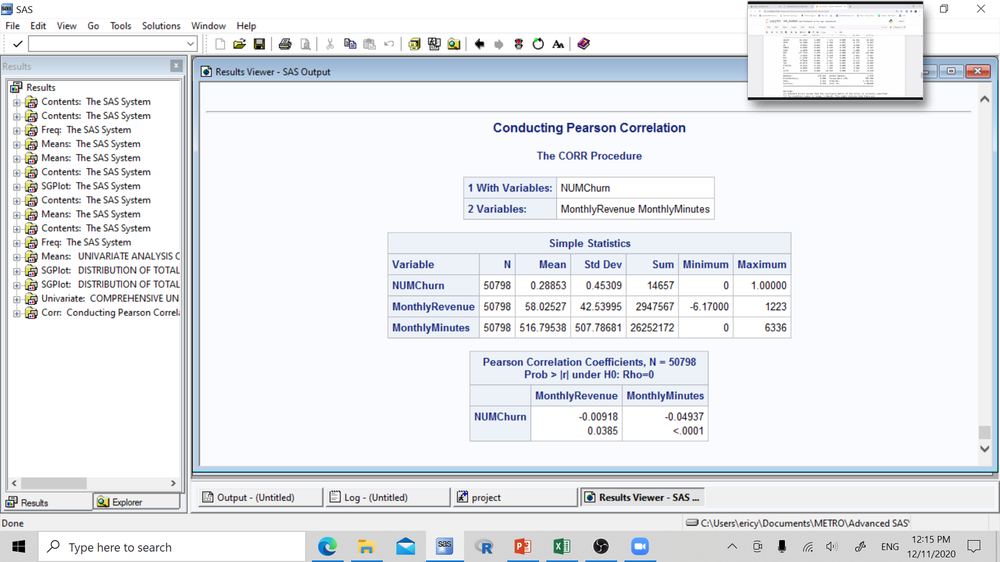 SAS
File Edit View Go Tools Solutions Window Help
Results
Results
Contents: The SAS System
Contents: The SAS System
Freq: The SAS System
Means: The SAS System
Means: The SAS System
Contents: The SAS System
SGPlot: The SAS System
Contents: The SAS System
Means: The SAS System
Contents: The SAS System
Freq: The SAS System
Means: UNIVARIATE ANALYSIS C
SGPlot: DISTRIBUTION OF TOTAL
SGPlot: DISTRIBUTION OF TOTAL
Univariate: COMPREHENSIVE UN
Corr: Conducting Pearson Correl
Results Explorer
Results Viewer - SAS Output
Conducting Pearson Correlation
The CORR Procedure
1 With Variables: NUMChurn
2 Variables: MonthlyRevenue MonthlyMinutes
Simple Statistics
Variable N Mean Std Dev Sum Minimum Maximum
NUMChurn 50798 0.28853 0.45309 14657 0 1.00000
MonthlyRevenue 50798 58.02527 42.53995 2947567 -6.17000 1223
MonthlyMinutes 50798 516.79538 507.78681 26252172 0 6336
Pearson Correlation Coefficients, N = 50798
Prob > |r| under H0: Rho=0
MonthlyRevenue MonthlyMinutes
NUMChurn -0.00918 -0.04937
0.0385 <.0001
Output - (Untitled) Log - (Untitled) project Results Viewer - SAS ...
Done C:\Users\ericy\Documents\METRO\Advanced SAS\
Type here to search
sas
ENG
12:15 PM
12/11/2020